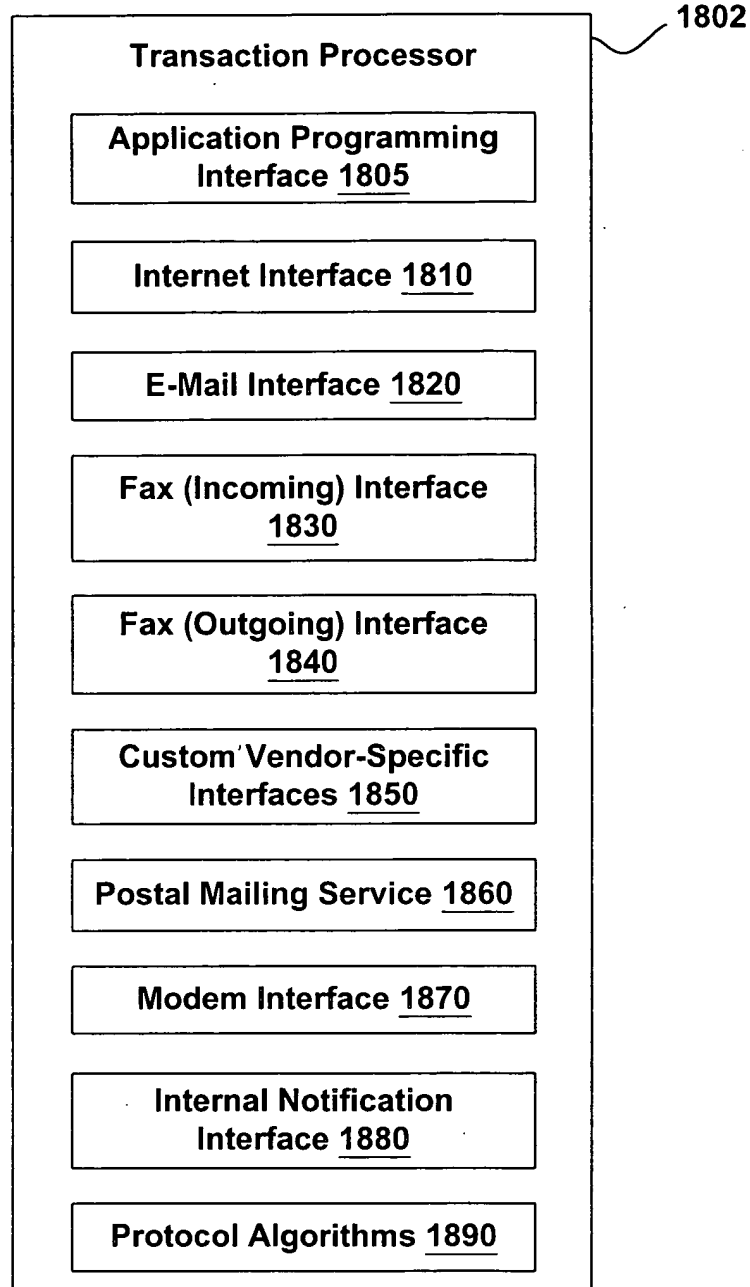 1802
Transaction Processor
Application Programming
Interface 1805
Internet Interface 1810
E-Mail Interface 1820
Fax (Incoming) Interface
1830
Fax (Outgoing) Interface
1840
Custom Vendor-Specific
Interfaces 1850
Postal Mailing Service 1860
Modem Interface 1870
Internal Notification
Interface 1880
Protocol Algorithms 1890